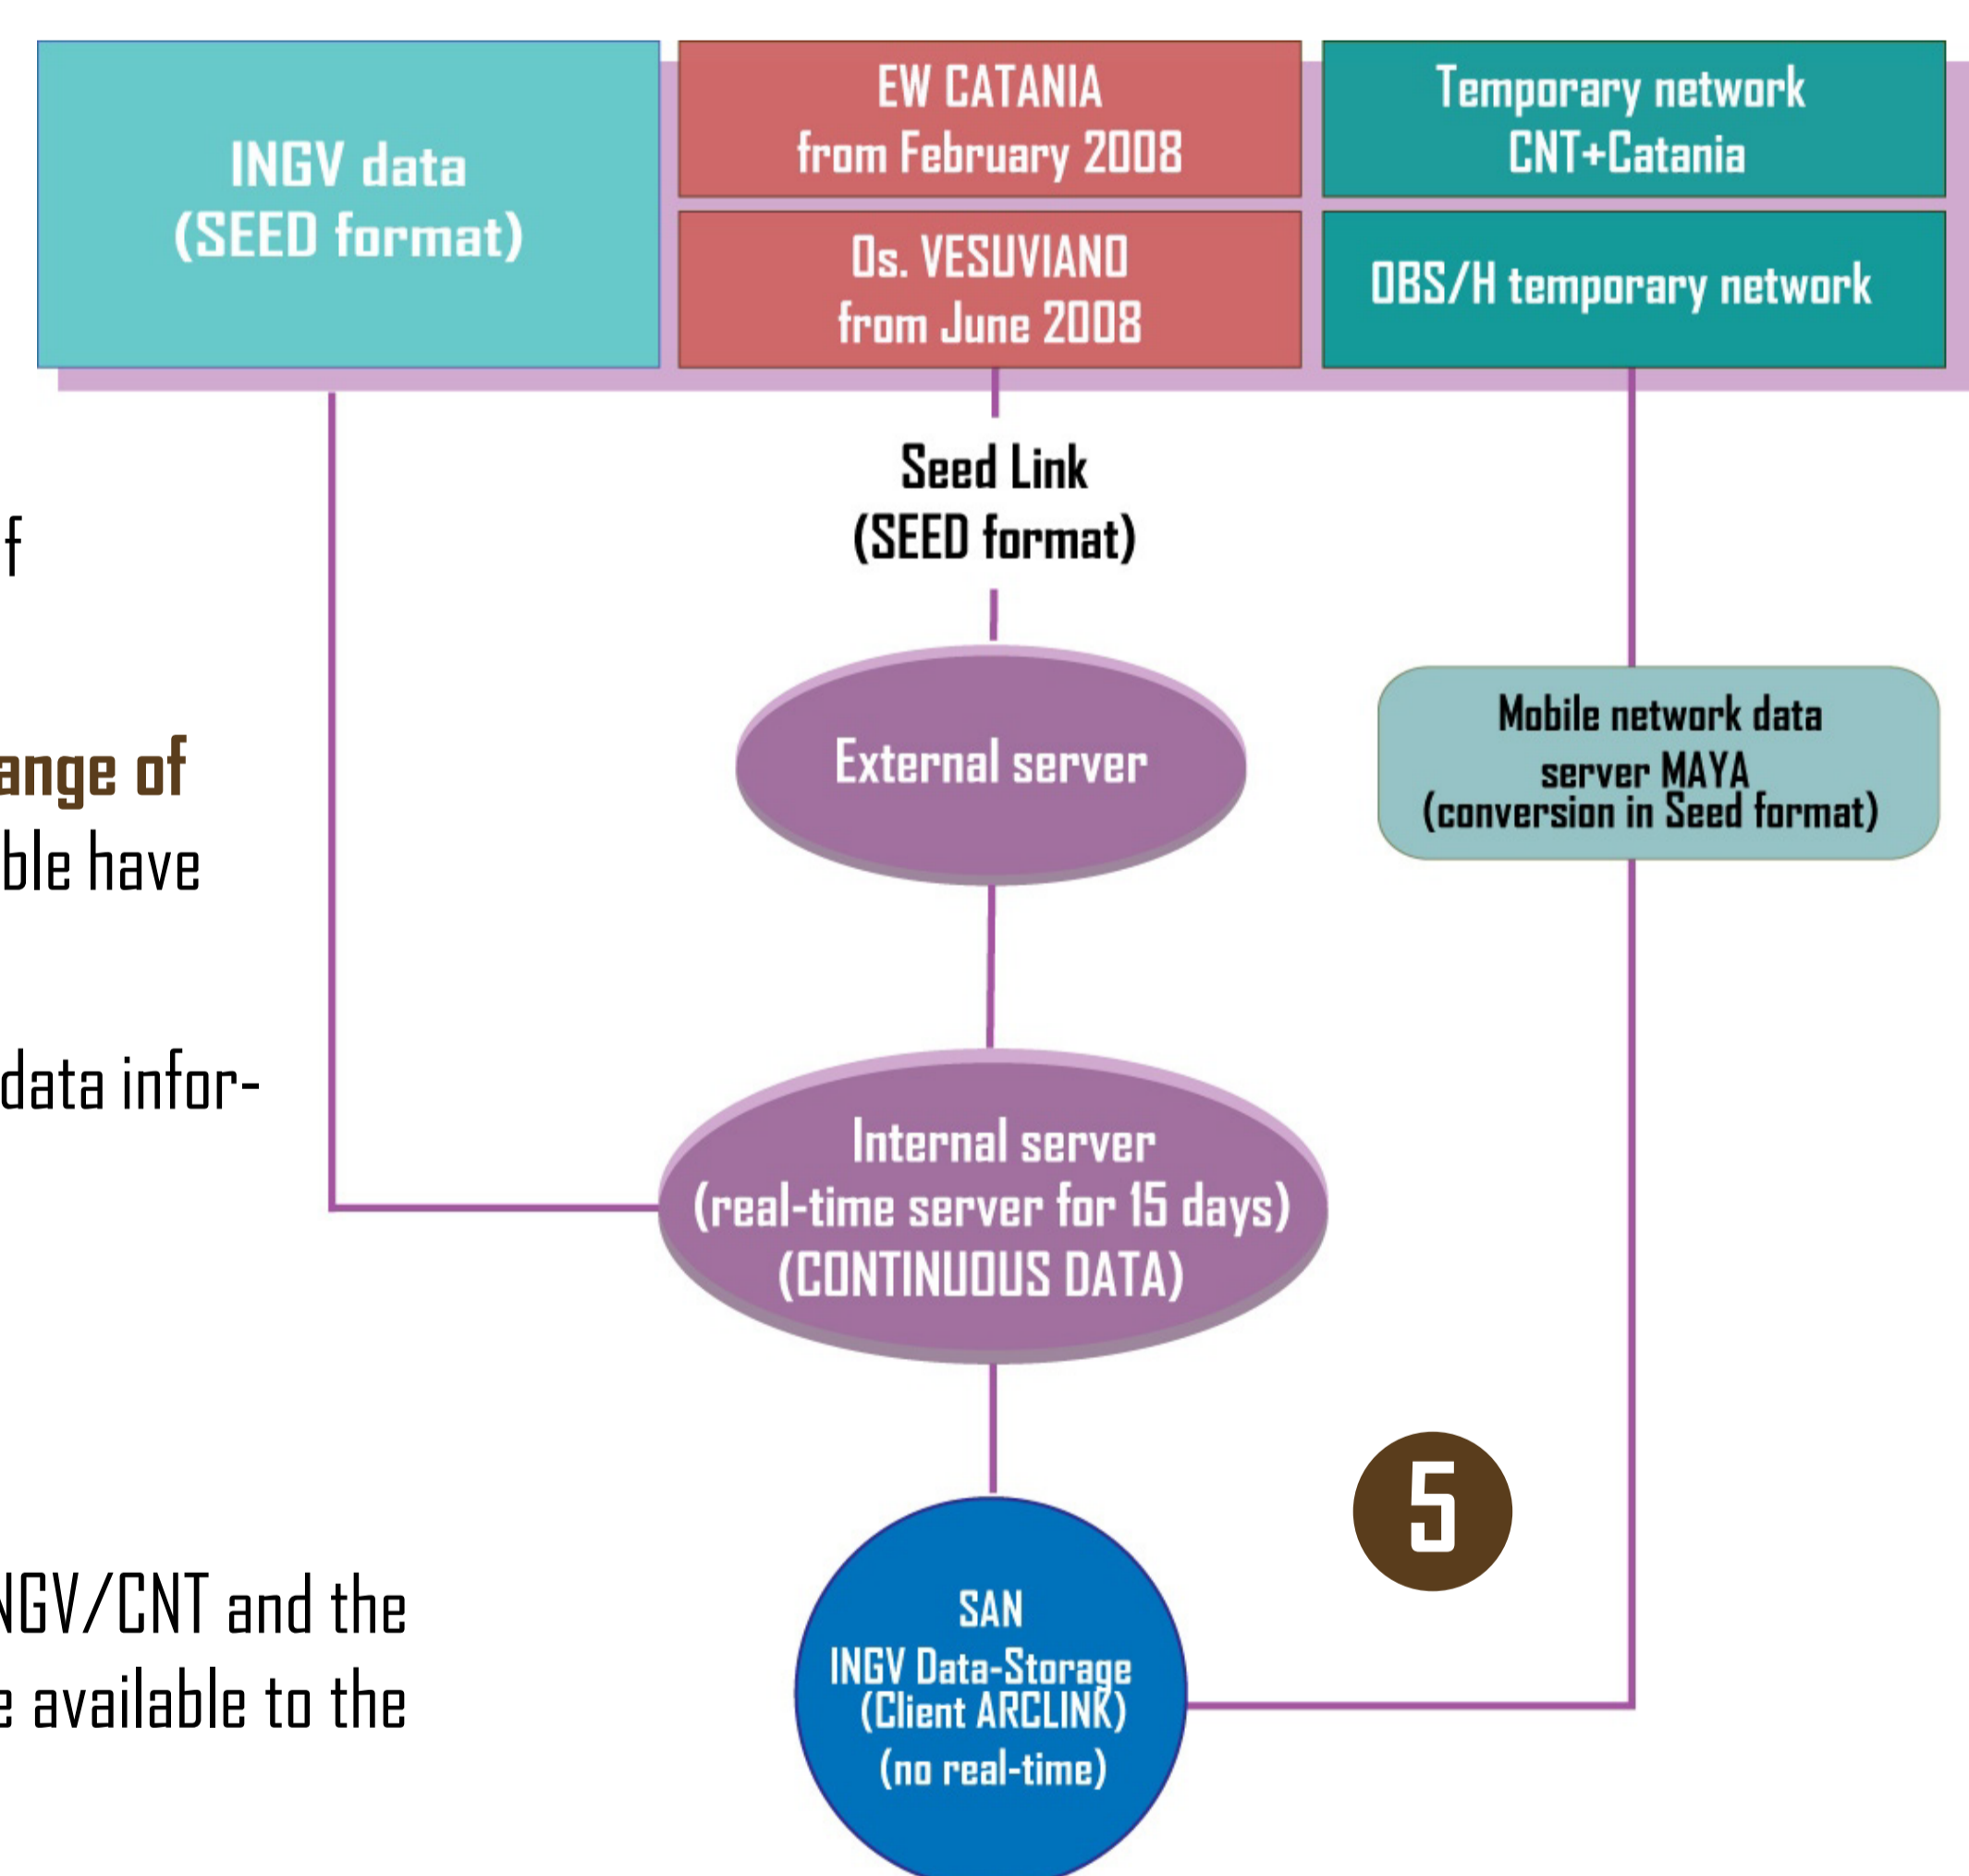 INGV data
(SEED format)
EW CATANIA
from February 2008
Os. VESUVIANO
from June 2008
Temporary network
CNT+Catania
OBS/H temporary network
Seed Link
(SEED format)
External server
Mobile network data
server MAYA
(conversion in Seed format)
Internal server
(real-time server for 15 days)
(CONTINUOUS DATA)
5
SAN
INGV Data-Storage
(Client ARCLINK)
(no real-time)
f
ange of
ble have
data infor-
NGV/CNT and the
e available to the